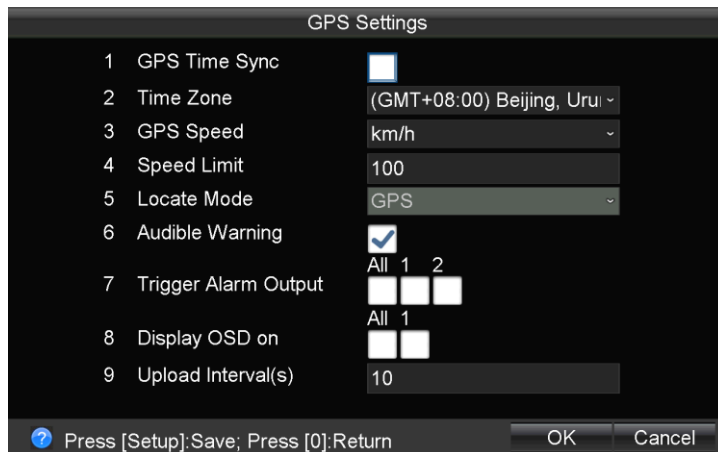 GPS Settings
1 GPS Time Sync
2 Time Zone (GMT+08:00) Beijing, Uru
3 GPS Speed km/h
4 Speed Limit 100
5 Locate Mode GPS
6 Audible Warning
All 1 2
7 Trigger Alarm Output
All 1
8 Display OSD on
9 Upload Interval(s) 10
? Press [Setup]:Save; Press [0]:Return OK Cancel